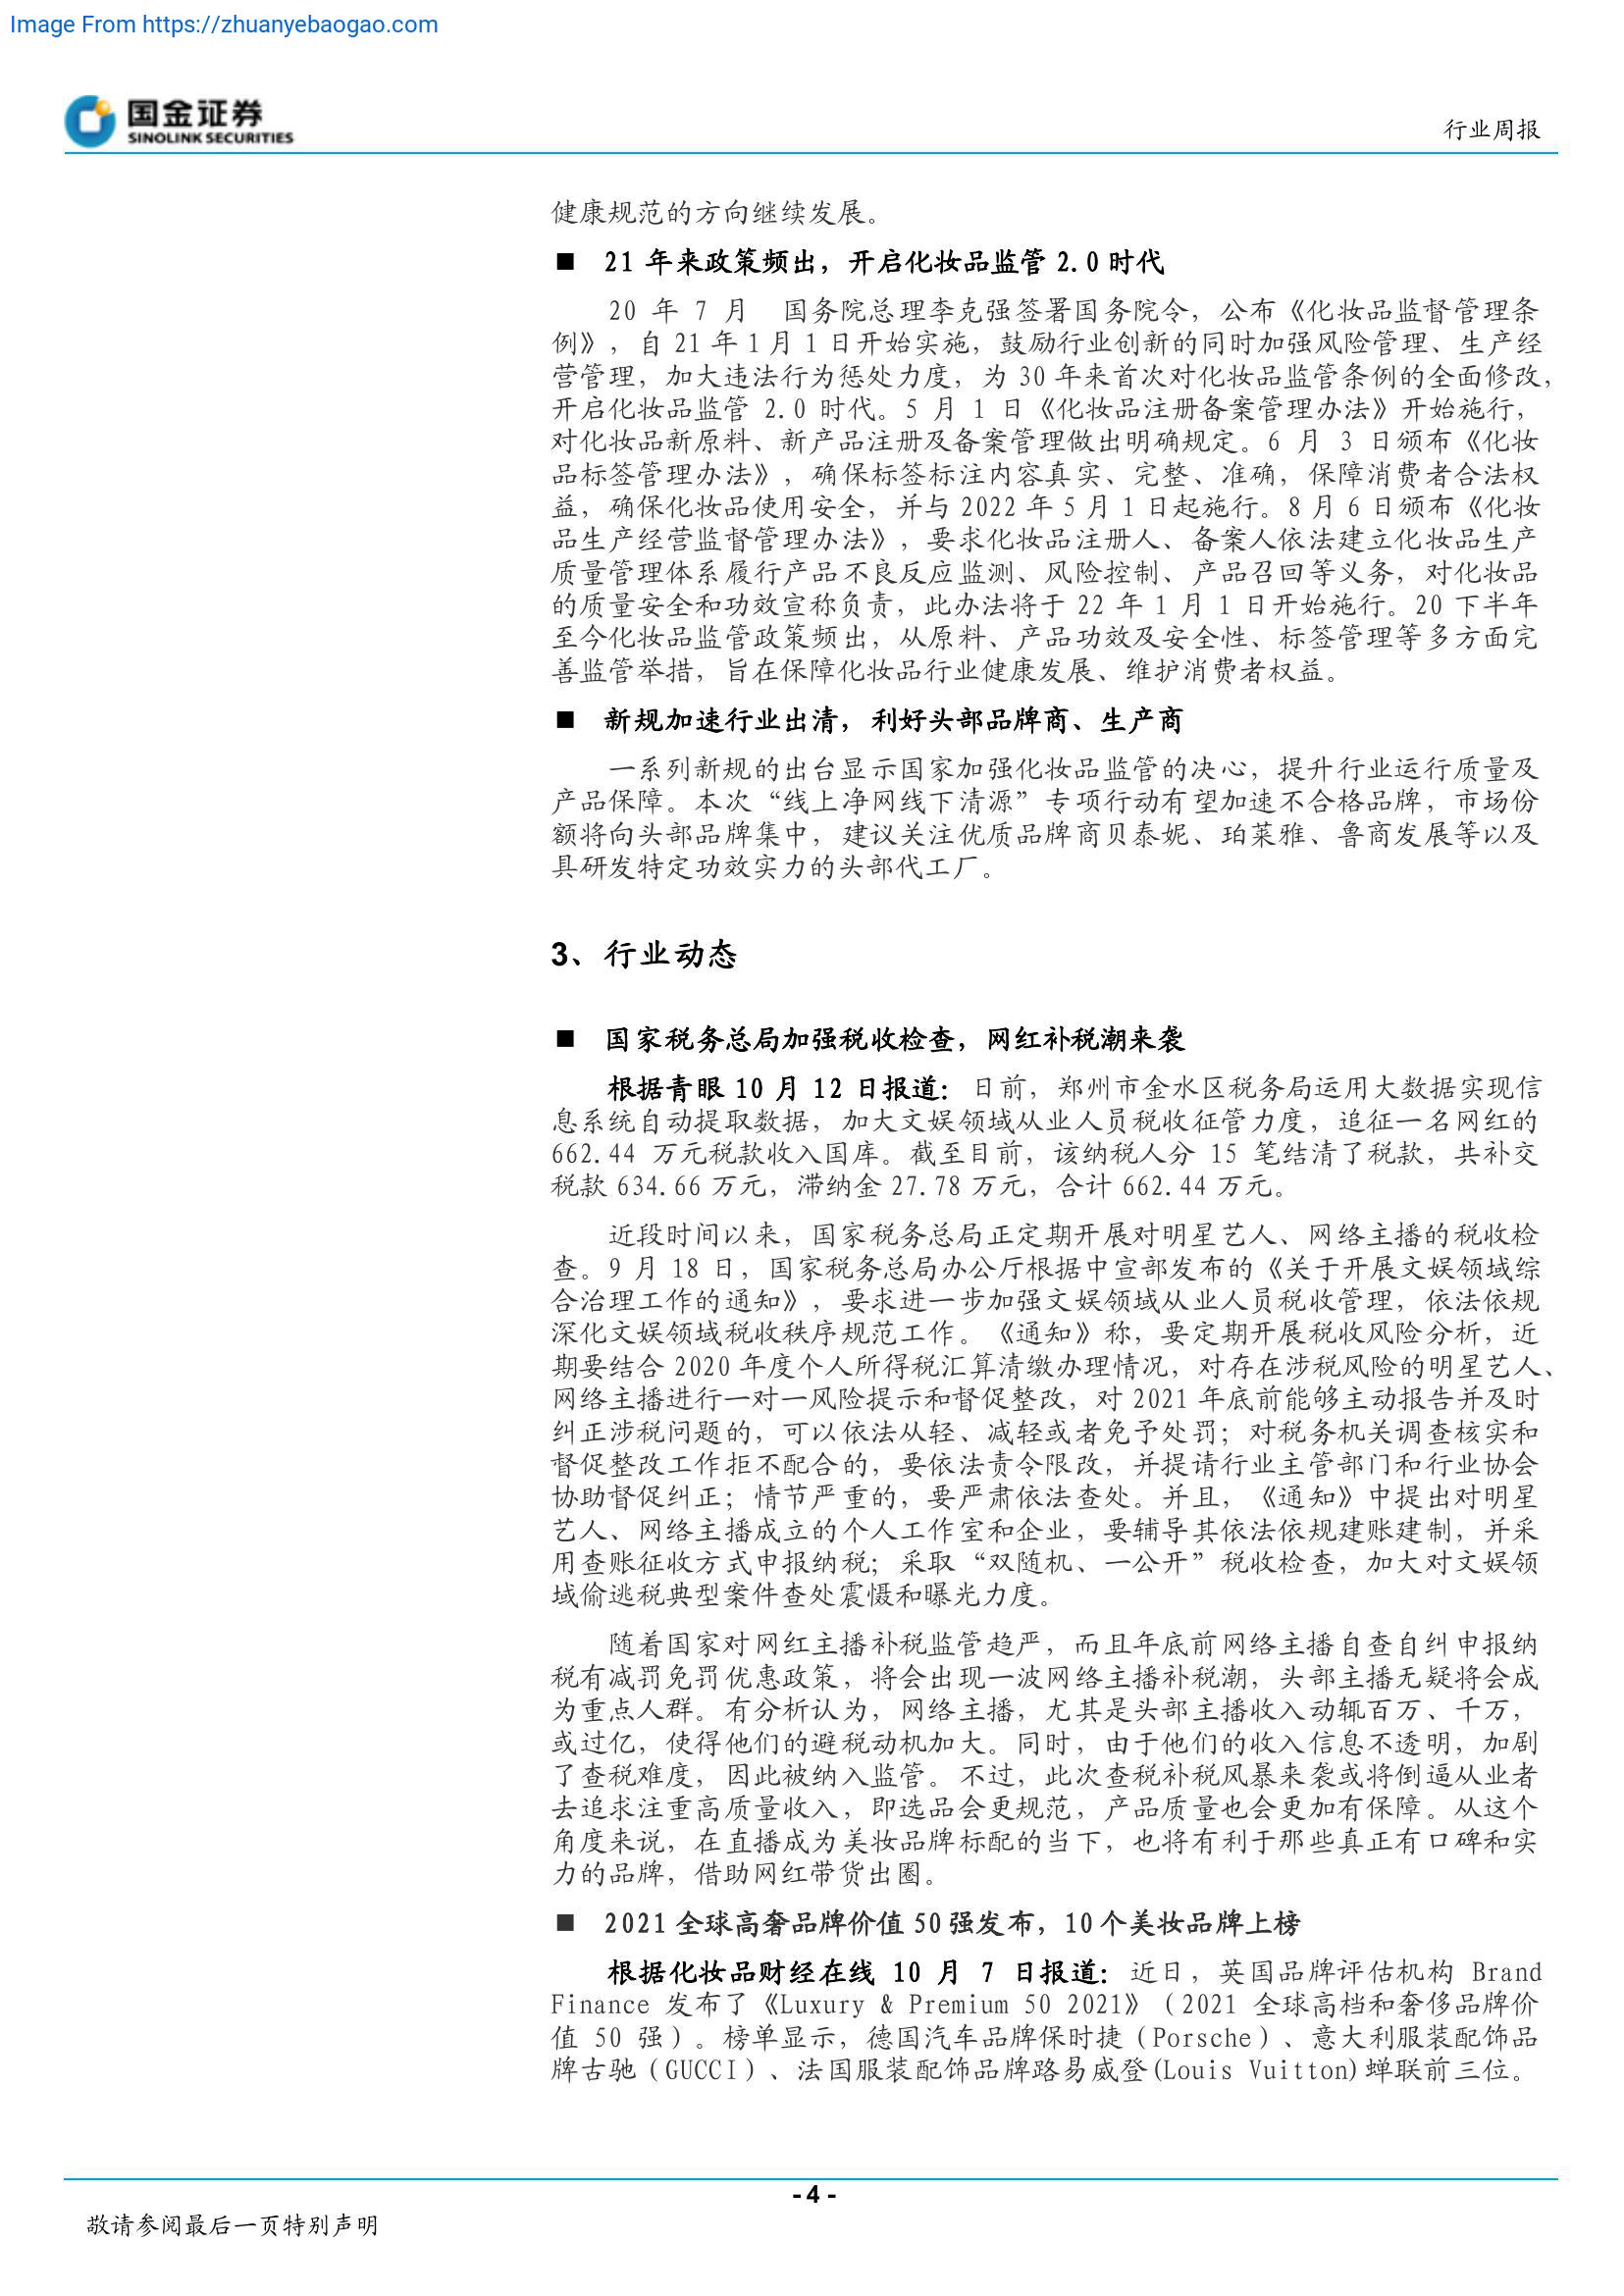 Image From https://zhuanyebaogao.com
国金证券
SINOLINK SECURITIES
行业周报
健康规范的方向继续发展。
■ 21 年来政策频出，开启化妆品监管 2.0 时代
20 年 7 月 国务院总理李克强签署国务院令，公布《化妆品监督管理条
例》，自 21 年 1 月 1 日开始实施，鼓励行业创新的同时加强风险管理、生产经
营管理，加大违法行为惩处力度，为 30 年来首次对化妆品监管条例的全面修改，
开启化妆品监管 2.0 时代。5 月 1 日《化妆品注册备案管理办法》开始施行，
对化妆品新原料、新产品注册及备案管理做出明确规定。6 月 3 日颁布《化妆
品标签管理办法》，确保标签标注内容真实、完整、准确，保障消费者合法权
益，确保化妆品使用安全，并与 2022 年 5 月 1 日起施行。8 月 6 日颁布《化妆
品生产经营监督管理办法》，要求化妆品注册人、备案人依法建立化妆品生产
质量管理体系履行产品不良反应监测、风险控制、产品召回等义务，对化妆品
的质量安全和功效宣称负责，此办法将于 22 年 1 月 1 日开始施行。20 下半年
至今化妆品监管政策频出，从原料、产品功效及安全性、标签管理等多方面完
善监管举措，旨在保障化妆品行业健康发展、维护消费者权益。
■ 新规加速行业出清，利好头部品牌商、生产商
一系列新规的出台显示国家加强化妆品监管的决心，提升行业运行质量及
产品保障。本次“线上净网线下清源”专项行动有望加速不合格品牌，市场份
额将向头部品牌集中，建议关注优质品牌商贝泰妮、珀莱雅、鲁商发展等以及
具研发特定功效实力的头部代工厂。
3、行业动态
■ 国家税务总局加强税收检查，网红补税潮来袭
根据青眼 10 月 12 日报道：日前，郑州市金水区税务局运用大数据实现信
息系统自动提取数据，加大文娱领域从业人员税收征管力度，追征一名网红的
662.44 万元税款收入国库。截至目前，该纳税人分 15 笔结清了税款，共补交
税款 634.66 万元，滞纳金 27.78 万元，合计 662.44 万元。
近段时间以来，国家税务总局正定期开展对明星艺人、网络主播的税收检
查。9 月 18 日，国家税务总局办公厅根据中宣部发布的《关于开展文娱领域综
合治理工作的通知》，要求进一步加强文娱领域从业人员税收管理，依法依规
深化文娱领域税收秩序规范工作。《通知》称，要定期开展税收风险分析，近
期要结合 2020 年度个人所得税汇算清缴办理情况，对存在涉税风险的明星艺人、
网络主播进行一对一风险提示和督促整改，对 2021 年底前能够主动报告并及时
纠正涉税问题的，可以依法从轻、减轻或者免予处罚；对税务机关调查核实和
督促整改工作拒不配合的，要依法责令限改，并提请行业主管部门和行业协会
协助督促纠正；情节严重的，要严肃依法查处。并且，《通知》中提出对明星
艺人、网络主播成立的个人工作室和企业，要辅导其依法依规建账建制，并采
用查账征收方式申报纳税；采取“双随机、一公开”税收检查，加大对文娱领
域偷逃税典型案件查处震慑和曝光力度。
随着国家对网红主播补税监管趋严，而且年底前网络主播自查自纠申报纳
税有减罚免罚优惠政策，将会出现一波网络主播补税潮，头部主播无疑将会成
为重点人群。有分析认为，网络主播，尤其是头部主播收入动辄百万、千万，
或过亿，使得他们的避税动机加大。同时，由于他们的收入信息不透明，加剧
了查税难度，因此被纳入监管。不过，此次查税补税风暴来袭或将倒逼从业者
去追求注重高质量收入，即选品会更规范，产品质量也会更加有保障。从这个
角度来说，在直播成为美妆品牌标配的当下，也将有利于那些真正有口碑和实
力的品牌，借助网红带货出圈。
■ 2021 全球高奢品牌价值 50 强发布，10 个美妆品牌上榜
根据化妆品财经在线 10 月 7 日报道：近日，英国品牌评估机构 Brand
Finance 发布了《Luxury & Premium 50 2021》（2021 全球高档和奢侈品牌价
值 50 强）。榜单显示，德国汽车品牌保时捷（Porsche）、意大利服装配饰品
牌古驰（GUCCI）、法国服装配饰品牌路易威登(Louis Vuitton)蝉联前三位。
- 4 -
敬请参阅最后一页特别声明